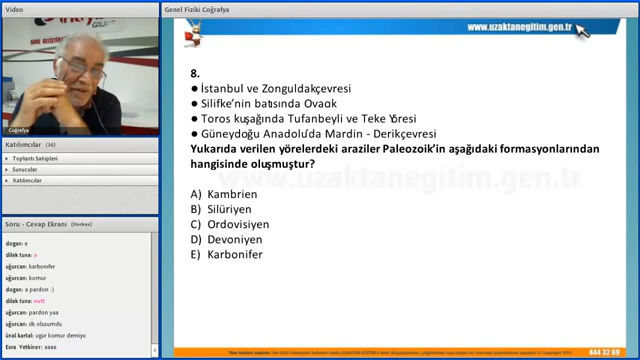 Video
Genel Fiziki Coğrafya
www.uzaktanegitim.gen.tr
Coğrafya
Katılımcılar (16)
Toplantı Sahipleri
Sunucular
Katılımcılar
Soru - Cevap Ekranı (Herkes)
dogan: e
dilek tuna: a
uğurcan: karbonıfer
uğurcan: komur
dogan: a pardon :)
dilek tuna: evtt
uğurcan: pardon yaa
uğurcan: ilk olusumdu
ünal kartal: ugur komur demiyo
Esra Yetkiner: aaaa
8.
● İstanbul ve Zonguldakçevresi
● Silifke'nin batısında Ovacık
● Toros kuşağında Tufanbeyli ve Teke Yöresi
● Güneydoğu Anadolu'da Mardin - Derikçevresi
Yukarıda verilen yörelerdeki araziler Paleozoik'in aşağıdaki formasyonlarından
hangisinde oluşmuştur?
www.uzaktanegitim.gen.tr
A) Kambrien
B) Silüriyen
C) Ordovisiyen
D) Devoniyen
E) Karbonifer
444 32 69